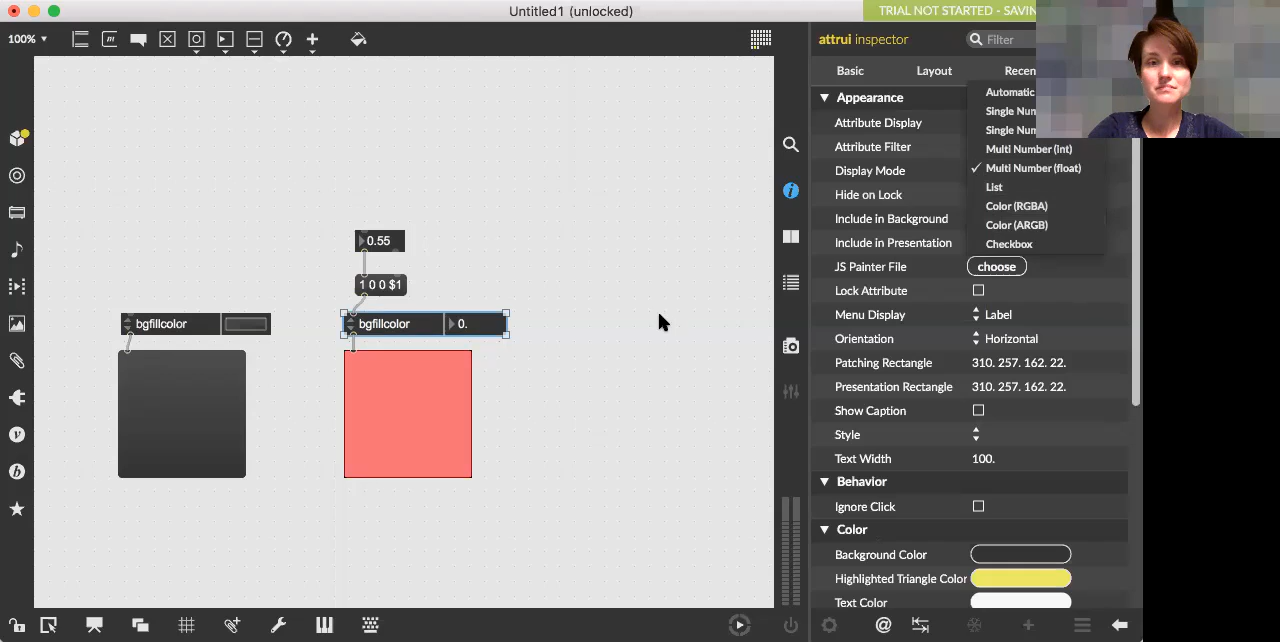 Untitled1 (unlocked)
TRIAL NOT STARTED - SAVIN
100%
attrui inspector
Filter
Basic
Layout
Recen
Appearance
Automatic
Attribute Display
Single Num
Single Num
Attribute Filter
Multi Number (int)
Display Mode
Multi Number (float)
List
Hide on Lock
Color (RGBA)
Include in Background
Color (ARGB)
Include in Presentation
Checkbox
JS Painter File
choose
Lock Attribute
Menu Display
Label
Orientation
Horizontal
Patching Rectangle
310. 257. 162. 22.
Presentation Rectangle
310. 257. 162. 22.
Show Caption
Style
Text Width
100.
Behavior
Ignore Click
Color
Background Color
Highlighted Triangle Color
Text Color
0.55
1 0 0 $1
bgfillcolor
bgfillcolor
0.